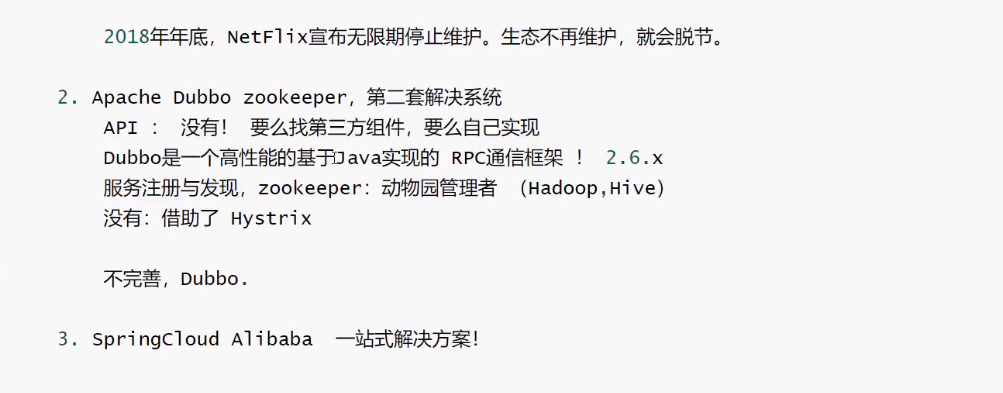 2018年年底，NetFlix宣布无限期停止维护。生态不再维护，就会脱节。
2. Apache Dubbo zookeeper，第二套解决系统
API ： 没有！ 要么找第三方组件，要么自己实现
Dubbo是一个高性能的基于Java实现的 RPC通信框架 ！ 2.6.x
服务注册与发现，zookeeper：动物园管理者 （Hadoop,Hive）
没有：借助了 Hystrix
不完善，Dubbo.
3. SpringCloud Alibaba 一站式解决方案！